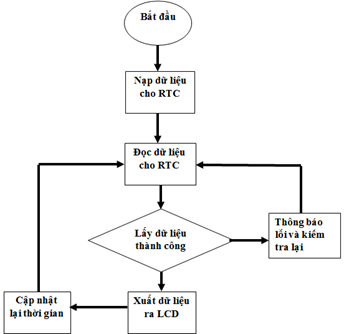 Bắt đầu
Nạp dữ liệu
cho RTC
Đọc dữ liệu
cho RTC
Lấy dữ liệu
thành công
Thông báo
lối và kiểm
tra lại
Xuất dữ liệu
ra LCD
Cập nhật
lại thời gian